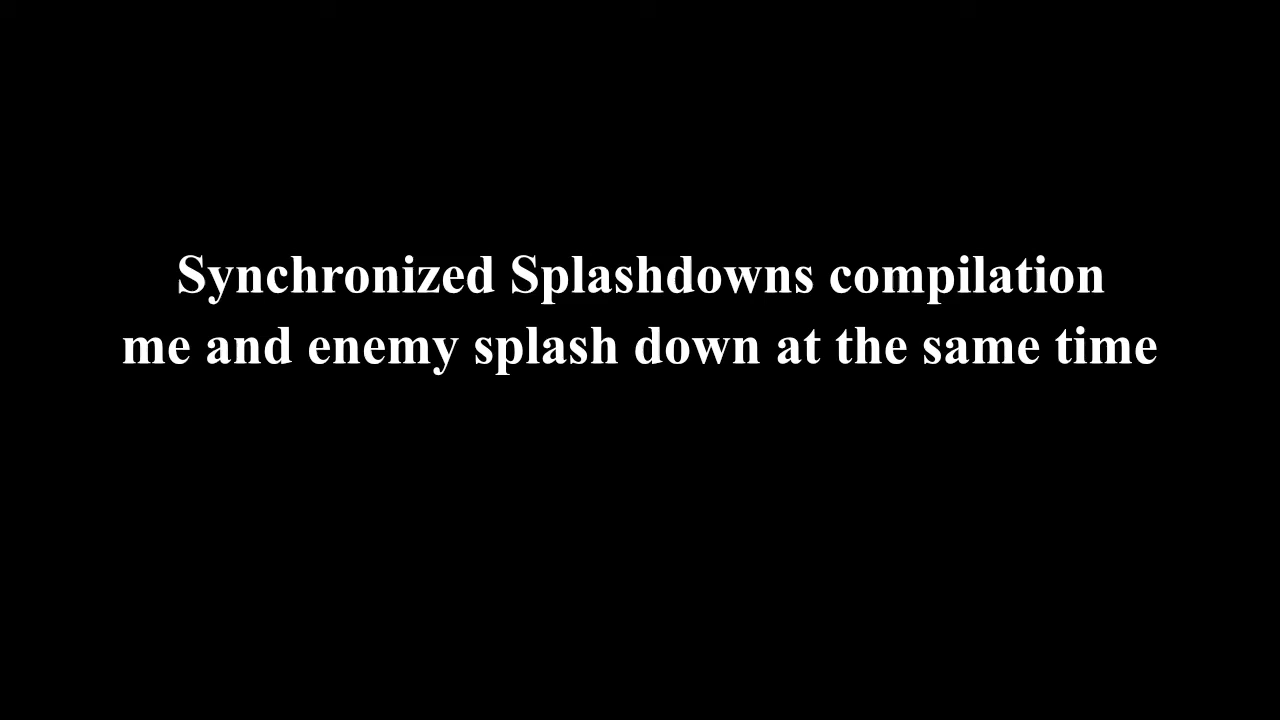 Synchronized Splashdowns compilation
me and enemy splash down at the same time